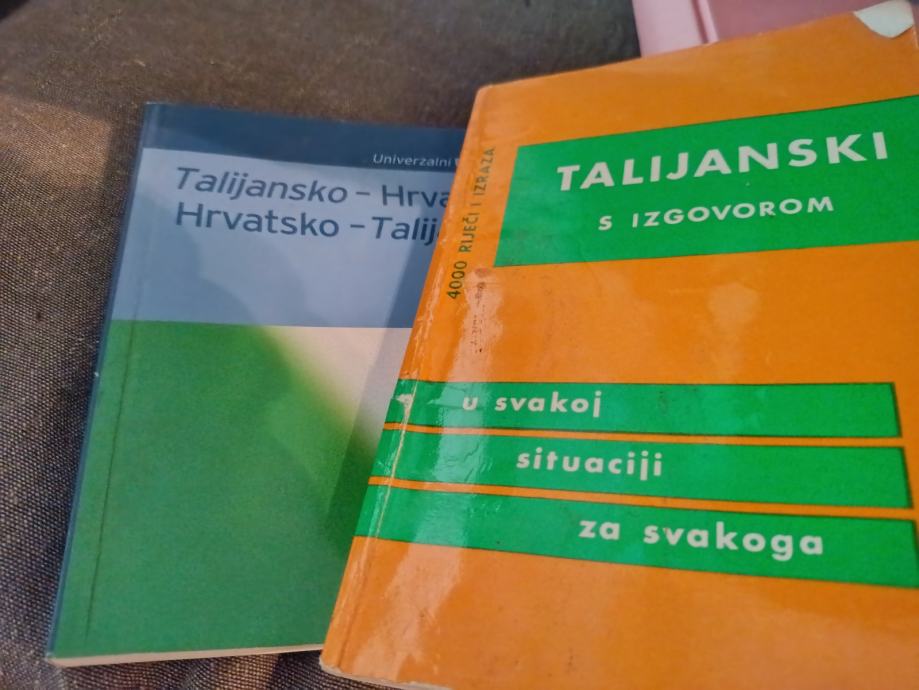 Univerzalni
Talijansko – Hrva
Hrvatsko – Talij
4000 RIJEČI I IZRAZA
TALIJANSKI
S IZGOVOROM
u svakoj
situaciji
za svakoga